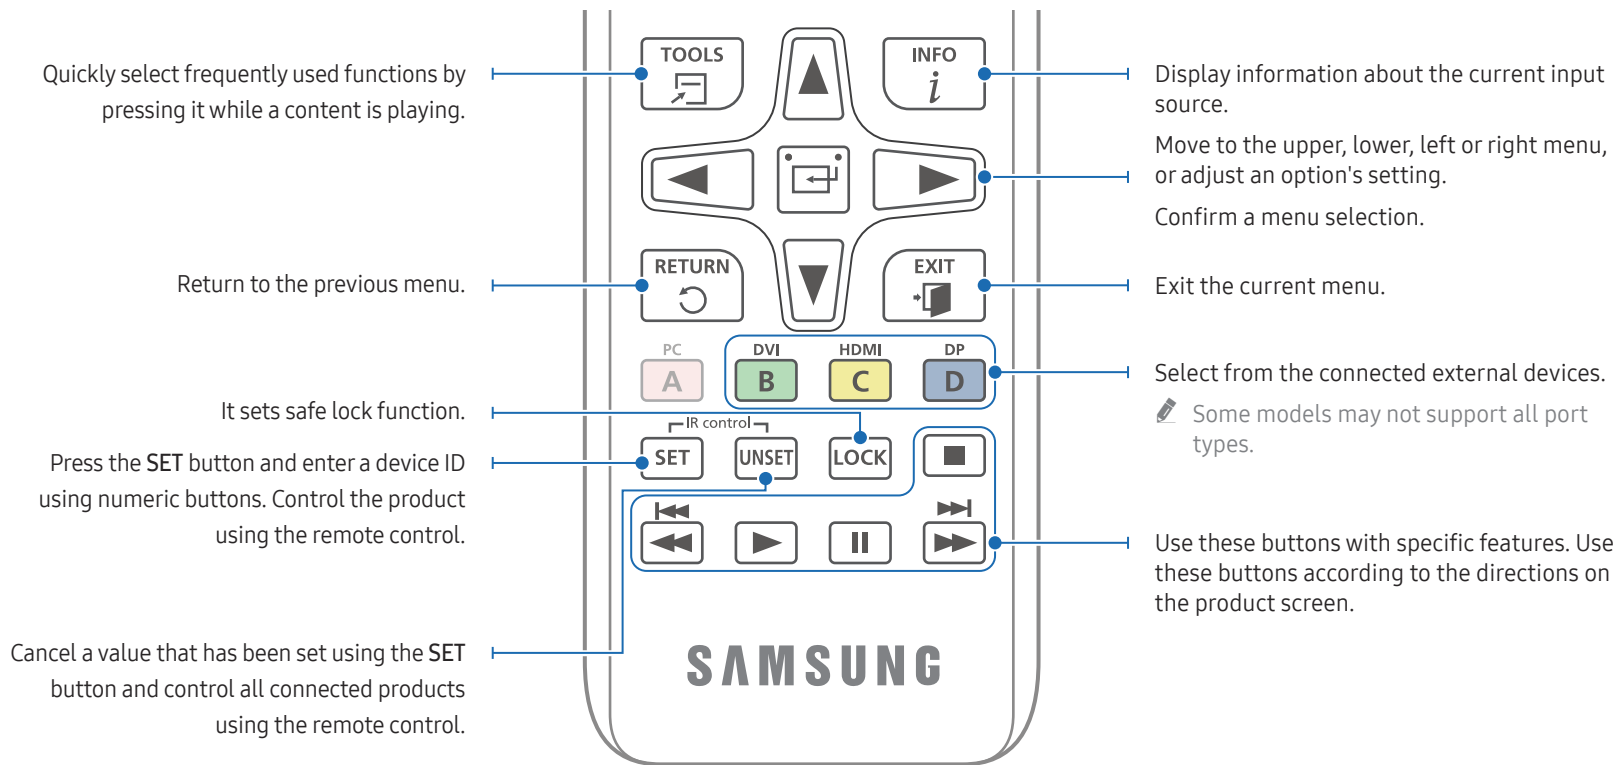 TOOLS
INFO
i
Quickly select frequently used functions by
pressing it while a content is playing.
Display information about the current input
source.
Move to the upper, lower, left or right menu,
or adjust an option's setting.
Confirm a menu selection.
RETURN
EXIT
Return to the previous menu.
Exit the current menu.
PC
DVI
HDMI
DP
A
B
C
D
Select from the connected external devices.
Some models may not support all port
types.
It sets safe lock function.
IR control
SET
UNSET
LOCK
Press the SET button and enter a device ID
using numeric buttons. Control the product
using the remote control.
Use these buttons with specific features. Use
these buttons according to the directions on
the product screen.
Cancel a value that has been set using the SET
button and control all connected products
using the remote control.
SAMSUNG